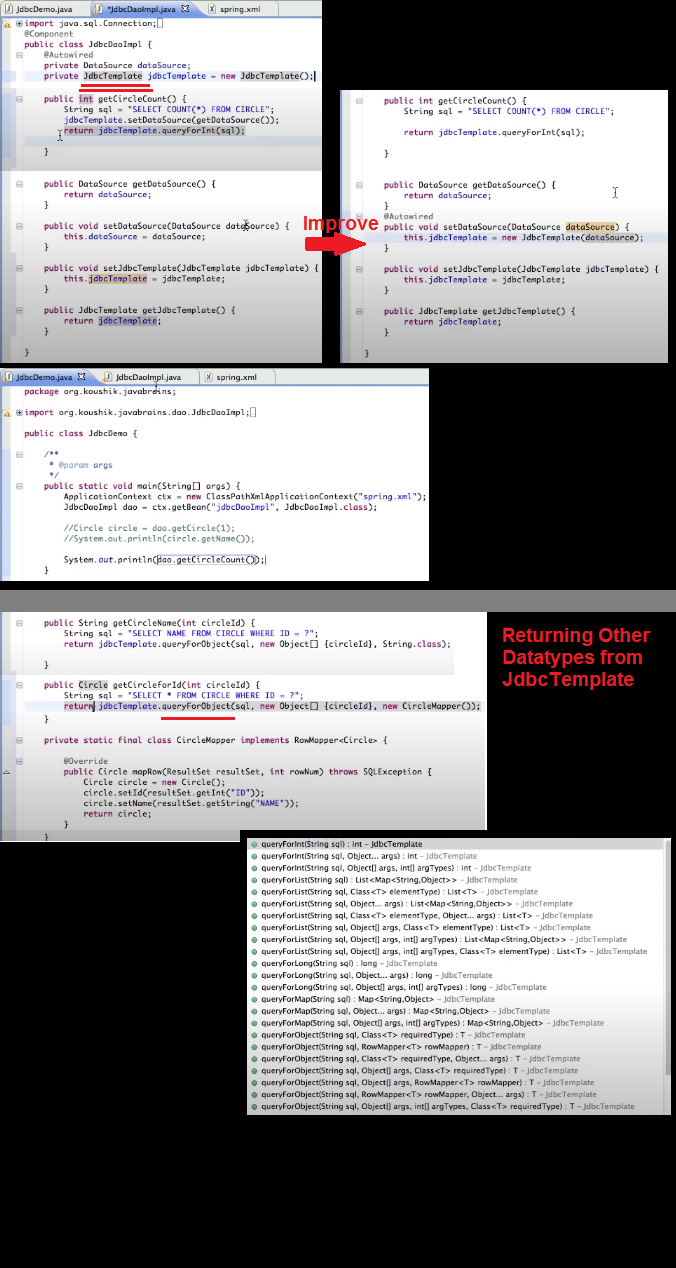 JdbcDemo.java
*JdbcDaoImpl.java
spring.xml
import java.sql.Connection;
@Component
public class JdbcDaoImpl {
@Autowired
private DataSource dataSource;
private JdbcTemplate jdbcTemplate = new JdbcTemplate();
public int getCircleCount() {
String sql = "SELECT COUNT(*) FROM CIRCLE";
jdbcTemplate.setDataSource(getDataSource());
return jdbcTemplate.queryForInt(sql);
}
public DataSource getDataSource() {
return dataSource;
}
public void setDataSource(DataSource dataSource) {
this.dataSource = dataSource;
}
public void setJdbcTemplate(JdbcTemplate jdbcTemplate) {
this.jdbcTemplate = jdbcTemplate;
}
public JdbcTemplate getJdbcTemplate() {
return jdbcTemplate;
}
}
Improve
public int getCircleCount() {
String sql = "SELECT COUNT(*) FROM CIRCLE";
return jdbcTemplate.queryForInt(sql);
}
public DataSource getDataSource() {
return dataSource;
}
@Autowired
public void setDataSource(DataSource dataSource) {
this.jdbcTemplate = new JdbcTemplate(dataSource);
}
public void setJdbcTemplate(JdbcTemplate jdbcTemplate) {
this.jdbcTemplate = jdbcTemplate;
}
public JdbcTemplate getJdbcTemplate() {
return jdbcTemplate;
}
}
JdbcDemo.java
JdbcDaoImpl.java
spring.xml
package org.koushik.javabrains;
import org.koushik.javabrains.dao.JdbcDaoImpl;
public class JdbcDemo {
/**
* @param args
*/
public static void main(String[] args) {
ApplicationContext ctx = new ClassPathXmlApplicationContext("spring.xml");
JdbcDaoImpl dao = ctx.getBean("jdbcDaoImpl", JdbcDaoImpl.class);
//Circle circle = dao.getCircle(1);
//System.out.println(circle.getName());
System.out.println(dao.getCircleCount());
}
public String getCircleName(int circleId) {
String sql = "SELECT NAME FROM CIRCLE WHERE ID = ?";
return jdbcTemplate.queryForObject(sql, new Object[] {circleId}, String.class);
}
public Circle getCircleforId(int circleId) {
String sql = "SELECT * FROM CIRCLE WHERE ID = ?";
return jdbcTemplate.queryForObject(sql, new Object[] {circleId}, new CircleMapper());
}
private static final class CircleMapper implements RowMapper<Circle> {
@Override
public Circle mapRow(ResultSet resultSet, int rowNum) throws SQLException {
Circle circle = new Circle();
circle.setId(resultSet.getInt("ID"));
circle.setName(resultSet.getString("NAME"));
return circle;
}
}
Returning Other
Datatypes from
JdbcTemplate
queryForInt(String sql) : int - JdbcTemplate
queryForInt(String sql, Object... args) : int - JdbcTemplate
queryForInt(String sql, Object[] args, int[] argTypes) : int - JdbcTemplate
queryForList(String sql) : List<Map<String,Object>> - JdbcTemplate
queryForList(String sql, Class<T> elementType) : List<T> - JdbcTemplate
queryForList(String sql, Object... args) : List<Map<String,Object>> - JdbcTemplate
queryForList(String sql, Class<T> elementType, Object... args) : List<T> - JdbcTemplate
queryForList(String sql, Object[] args, Class<T> elementType) : List<T> - JdbcTemplate
queryForList(String sql, Object[] args, int[] argTypes) : List<Map<String,Object>> - JdbcTemplate
queryForList(String sql, Object[] args, int[] argTypes, Class<T> elementType) : List<T> - JdbcTemplate
queryForLong(String sql) : long - JdbcTemplate
queryForLong(String sql, Object... args) : long - JdbcTemplate
queryForLong(String sql, Object[] args, int[] argTypes) : long - JdbcTemplate
queryForMap(String sql) : Map<String,Object> - JdbcTemplate
queryForMap(String sql, Object... args) : Map<String,Object> - JdbcTemplate
queryForMap(String sql, Object[] args, int[] argTypes) : Map<String,Object> - JdbcTemplate
queryForObject(String sql, Class<T> requiredType) : T - JdbcTemplate
queryForObject(String sql, RowMapper<T> rowMapper) : T - JdbcTemplate
queryForObject(String sql, Class<T> requiredType, Object... args) : T - JdbcTemplate
queryForObject(String sql, Object[] args, Class<T> requiredType) : T - JdbcTemplate
queryForObject(String sql, Object[] args, RowMapper<T> rowMapper) : T - JdbcTemplate
queryForObject(String sql, RowMapper<T> rowMapper, Object... args) : T - JdbcTemplate
queryForObject(String sql, Object[] args, int[] argTypes, Class<T> requiredType) : T - JdbcTemplate